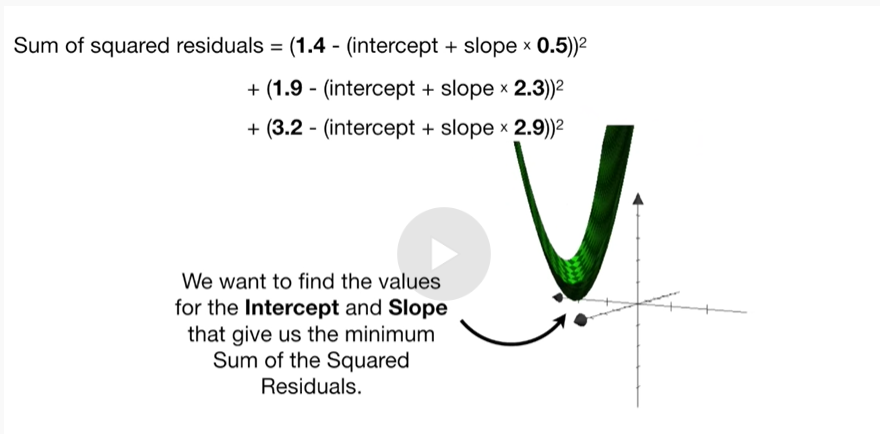 Sum of squared residuals = (1.4 - (intercept + slope × 0.5))²
+ (1.9 - (intercept + slope × 2.3))²
+ (3.2 - (intercept + slope × 2.9))²
We want to find the values
for the Intercept and Slope
that give us the minimum
Sum of the Squared
Residuals.